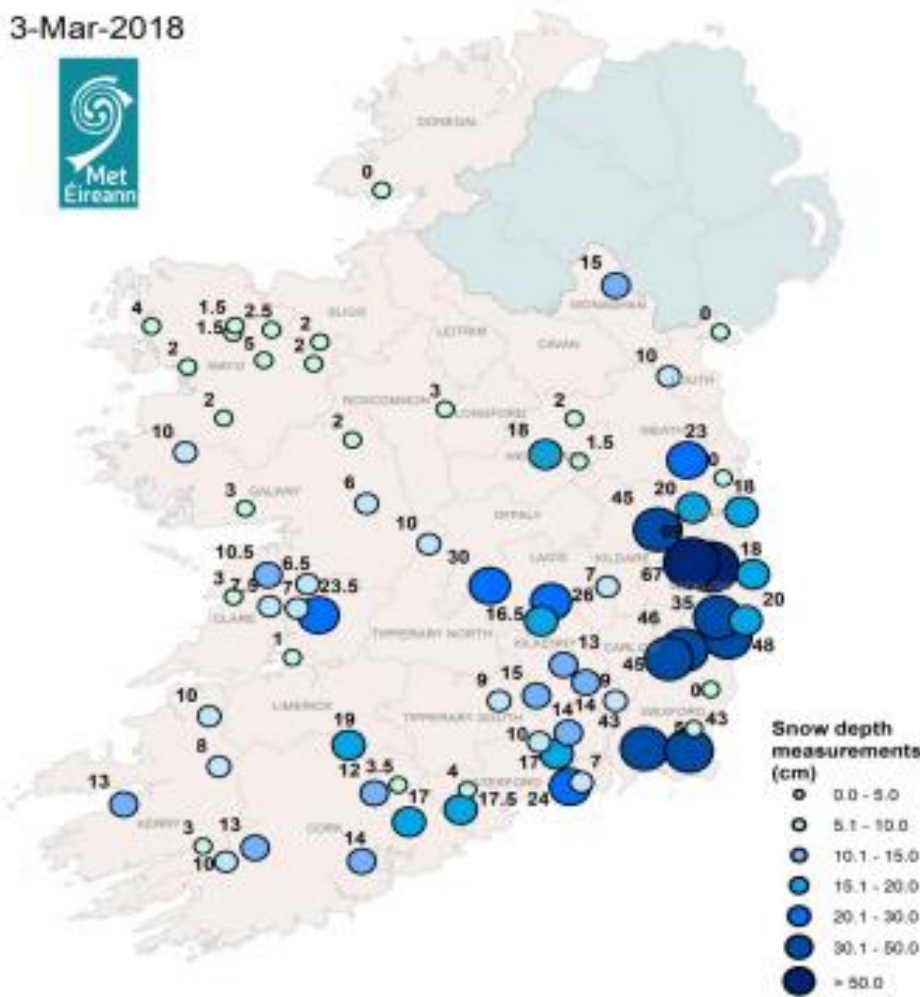 3-Mar-2018
Met
Éireann
DONEGAL
0
15
MONAGHAN
0
4
1.5
2.5
1.5
SLIGO
2
LEITRIM
CAVAN
2
5
2
MAYO
10
LOUTH
2
ROSCOMMON
3
LONGFORD
2
MEATH
10
2
18
1.5
23
0
6
3
GALWAY
45
20
18
OFFALY
10
10.5
6.5
30
LAOIS
KILDARE
7
67
18
3
7.5
7
23.5
26
35
20
CLARE
16.5
46
TIPPERARY NORTH
KILKENNY
13
CARLOW
48
1
45
15
9
9
0
10
LIMERICK
TIPPERARY SOUTH
14
14
43
WEXFORD
43
19
10
5
8
17
7
12
3.5
4
WATERFORD
13
17
17.5
24
KERRY
3
13
CORK
14
10
Snow depth
measurements
(cm)
0.0 - 5.0
5.1 - 10.0
10.1 - 15.0
15.1 - 20.0
20.1 - 30.0
30.1 - 50.0
> 50.0